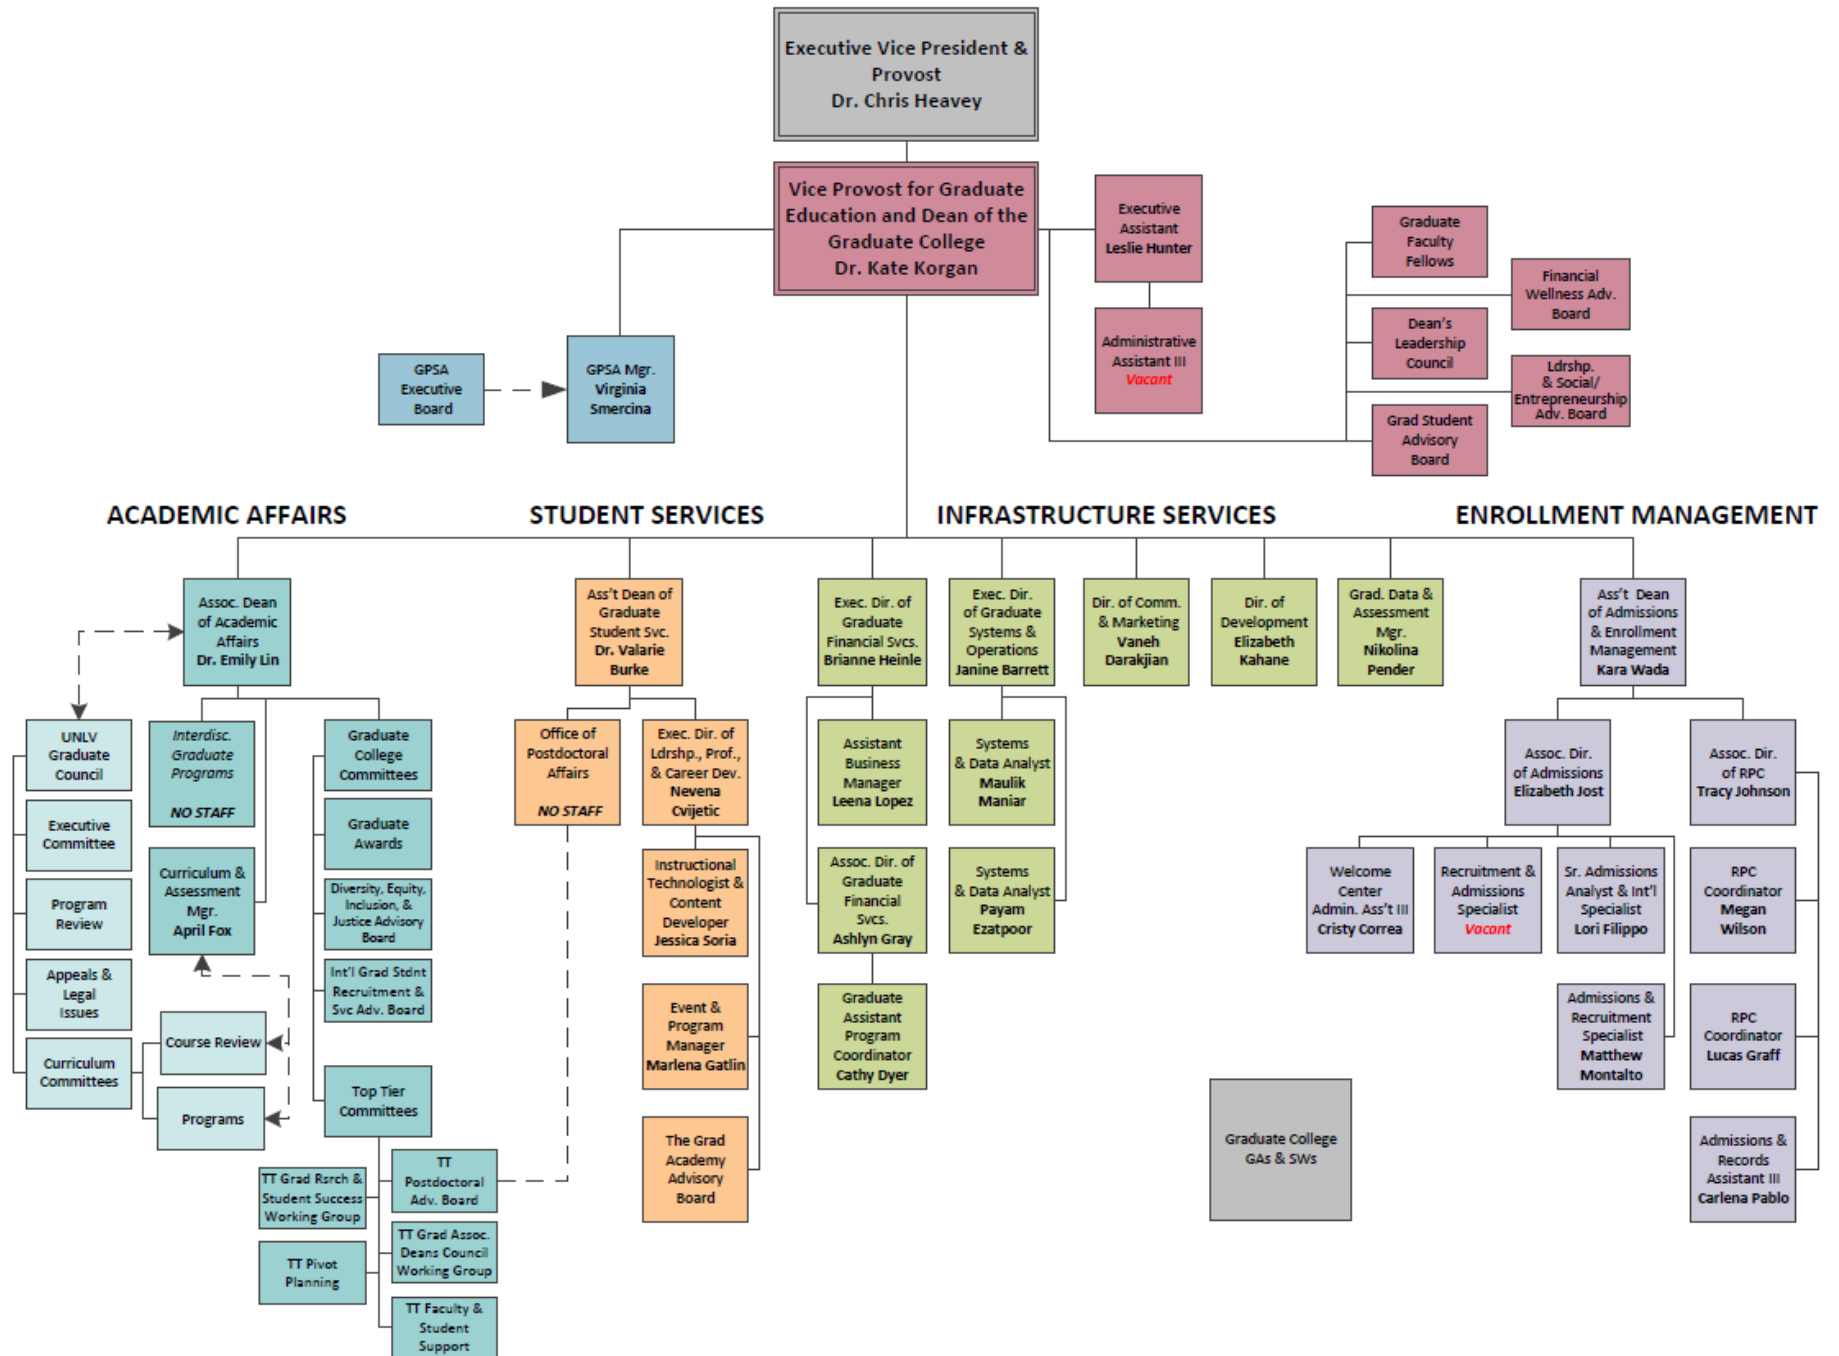 Executive Vice President &
Provost
Dr. Chris Heavey
Vice Provost for Graduate
Education and Dean of the
Graduate College
Dr. Kate Korgan
Executive
Assistant
Leslie Hunter
Administrative
Assistant III
Vacant
Graduate
Faculty
Fellows
Financial
Wellness Adv.
Board
Dean's
Leadership
Council
Ldrshp.
& Social/
Entrepreneurship
Adv. Board
Grad Student
Advisory
Board
GPSA
Executive
Board
GPSA Mgr.
Virginia
Smercina
ACADEMIC AFFAIRS
STUDENT SERVICES
INFRASTRUCTURE SERVICES
ENROLLMENT MANAGEMENT
Assoc. Dean
of Academic
Affairs
Dr. Emily Lin
UNLV
Graduate
Council
Executive
Committee
Program
Review
Appeals &
Legal
Issues
Curriculum
Committees
Course Review
Programs
Interdisc.
Graduate
Programs
NO STAFF
Curriculum &
Assessment
Mgr.
April Fox
Graduate
College
Committees
Graduate
Awards
Diversity, Equity,
Inclusion, &
Justice Advisory
Board
Int'l Grad Stdnt
Recruitment &
Svc Adv. Board
Top Tier
Committees
TT Grad Rsrch &
Student Success
Working Group
TT Pivot
Planning
TT
Postdoctoral
Adv. Board
TT Grad Assoc.
Deans Council
Working Group
TT Faculty &
Student
Support
Ass't Dean of
Graduate
Student Svc.
Dr. Valarie
Burke
Office of
Postdoctoral
Affairs
NO STAFF
Exec. Dir. of
Ldrshp., Prof.,
& Career Dev.
Nevena
Cvijetic
Instructional
Technologist &
Content
Developer
Jessica Soria
Event &
Program
Manager
Marlena Gatlin
The Grad
Academy
Advisory
Board
Exec. Dir. of
Graduate
Financial Svcs.
Brianne Heinle
Assistant
Business
Manager
Leena Lopez
Assoc. Dir. of
Graduate
Financial
Svcs.
Ashlyn Gray
Graduate
Assistant
Program
Coordinator
Cathy Dyer
Exec. Dir.
of Graduate
Systems &
Operations
Janine Barrett
Systems
& Data Analyst
Maulik
Maniar
Systems
& Data Analyst
Payam
Ezatpoor
Dir. of Comm.
& Marketing
Vaneh
Darakjian
Dir. of
Development
Elizabeth
Kahane
Grad. Data &
Assessment
Mgr.
Nikolina
Pender
Ass't Dean
of Admissions
& Enrollment
Management
Kara Wada
Assoc. Dir.
of Admissions
Elizabeth Jost
Welcome
Center
Admin. Ass't III
Cristy Correa
Recruitment &
Admissions
Specialist
Vacant
Sr. Admissions
Analyst & Int'l
Specialist
Lori Filippo
Admissions &
Recruitment
Specialist
Matthew
Montalto
Assoc. Dir.
of RPC
Tracy Johnson
RPC
Coordinator
Megan
Wilson
RPC
Coordinator
Lucas Graff
Admissions &
Records
Assistant III
Carlena Pablo
Graduate College
GAs & SWs